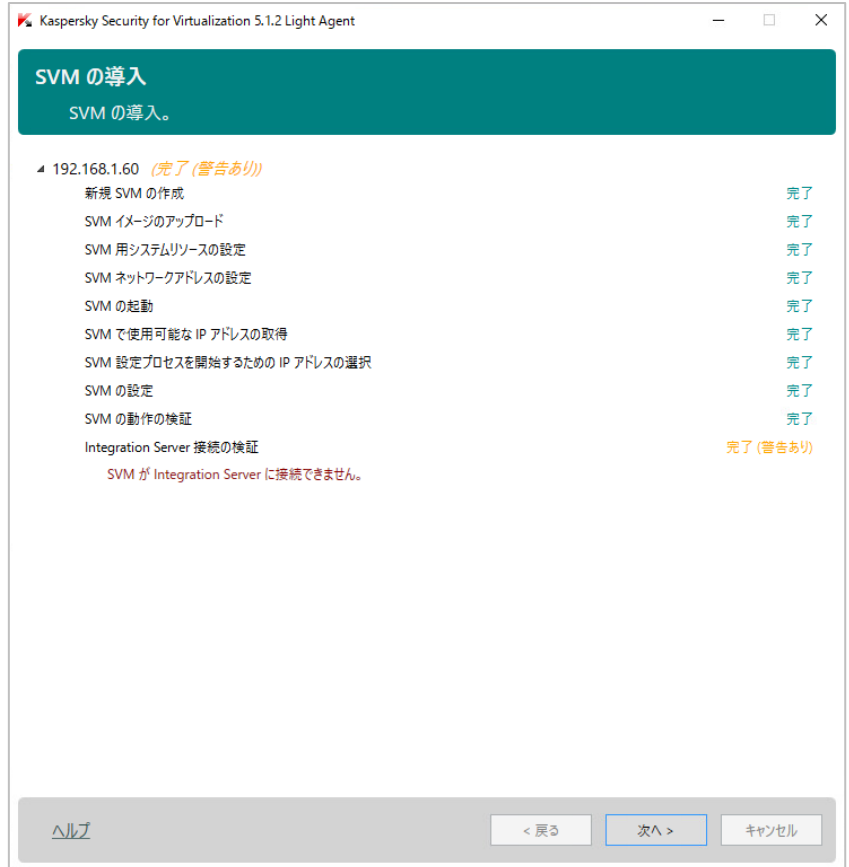 Kaspersky Security for Virtualization 5.1.2 Light Agent
SVM の導入
SVM の導入。
192.168.1.60 (完了 (警告あり))
新規 SVM の作成 完了
SVM イメージのアップロード 完了
SVM 用システムリソースの設定 完了
SVM ネットワークアドレスの設定 完了
SVM の起動 完了
SVM で使用可能な IP アドレスの取得 完了
SVM 設定プロセスを開始するための IP アドレスの選択 完了
SVM の設定 完了
SVM の動作の検証 完了
Integration Server 接続の検証 完了 (警告あり)
SVM が Integration Server に接続できません。
ヘルプ < 戻る 次へ > キャンセル